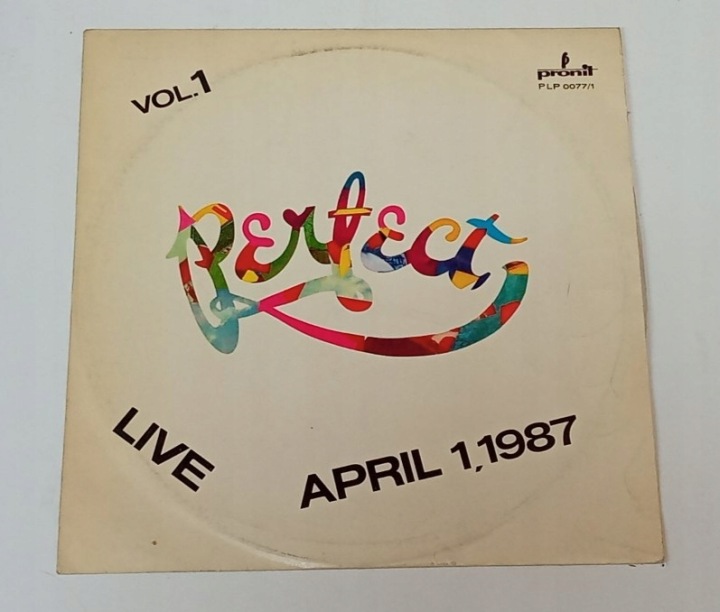 VOL.1
pronit
PLP 0077/1
Perfect
LIVE
APRIL 1, 1987